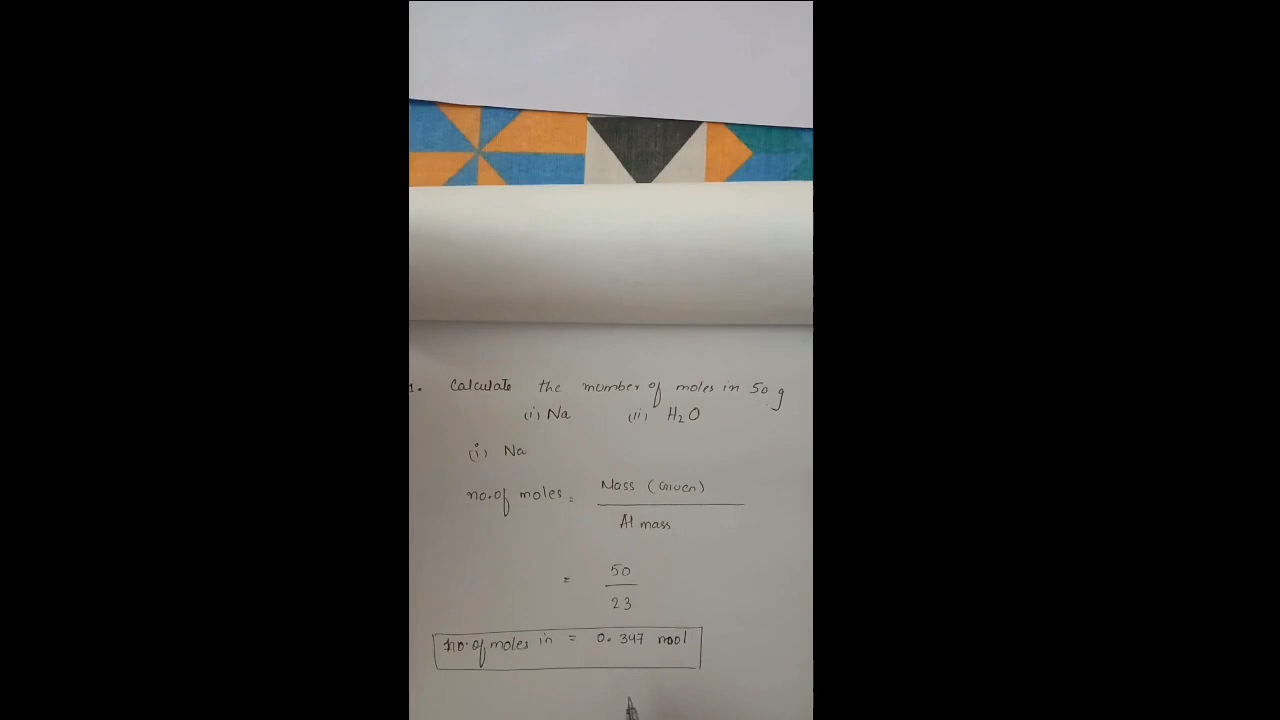 1. Calculate the number of moles in 50 g
(i) Na (ii) H₂O
(i) Na
no.of moles = Mass (Given)
At mass
= 50
23
no.of moles in = 0.347 mol